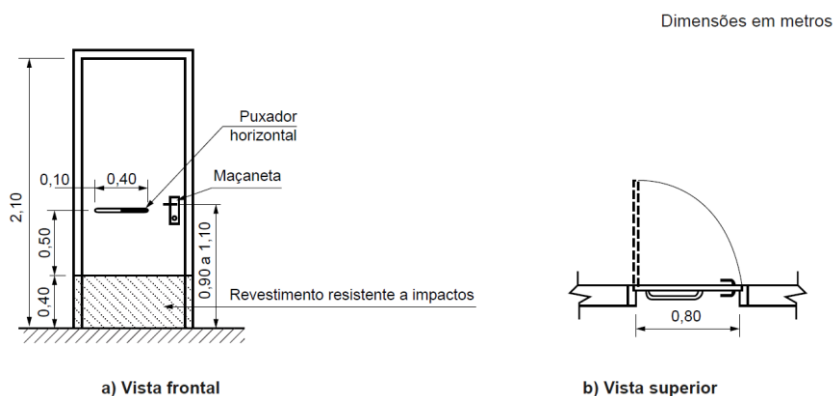 Dimensões em metros
Puxador
horizontal
0,10
0,40
Maçaneta
2,10
0,50
0,90 a 1,10
0,40
Revestimento resistente a impactos
0,80
a) Vista frontal
b) Vista superior